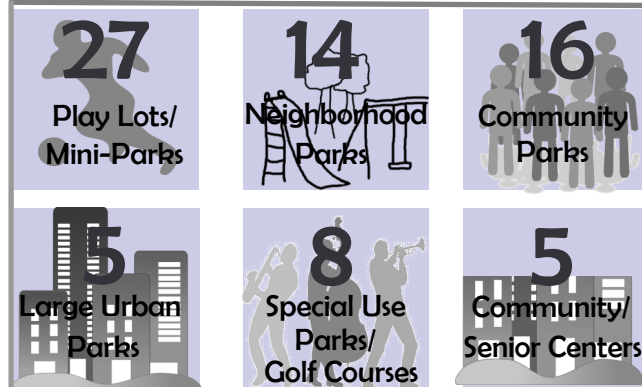 27
Play Lots/
Mini-Parks
14
Neighborhood
Parks
16
Community
Parks
5
Large Urban
Parks
8
Special Use
Parks/
Golf Courses
5
Community/
Senior Centers